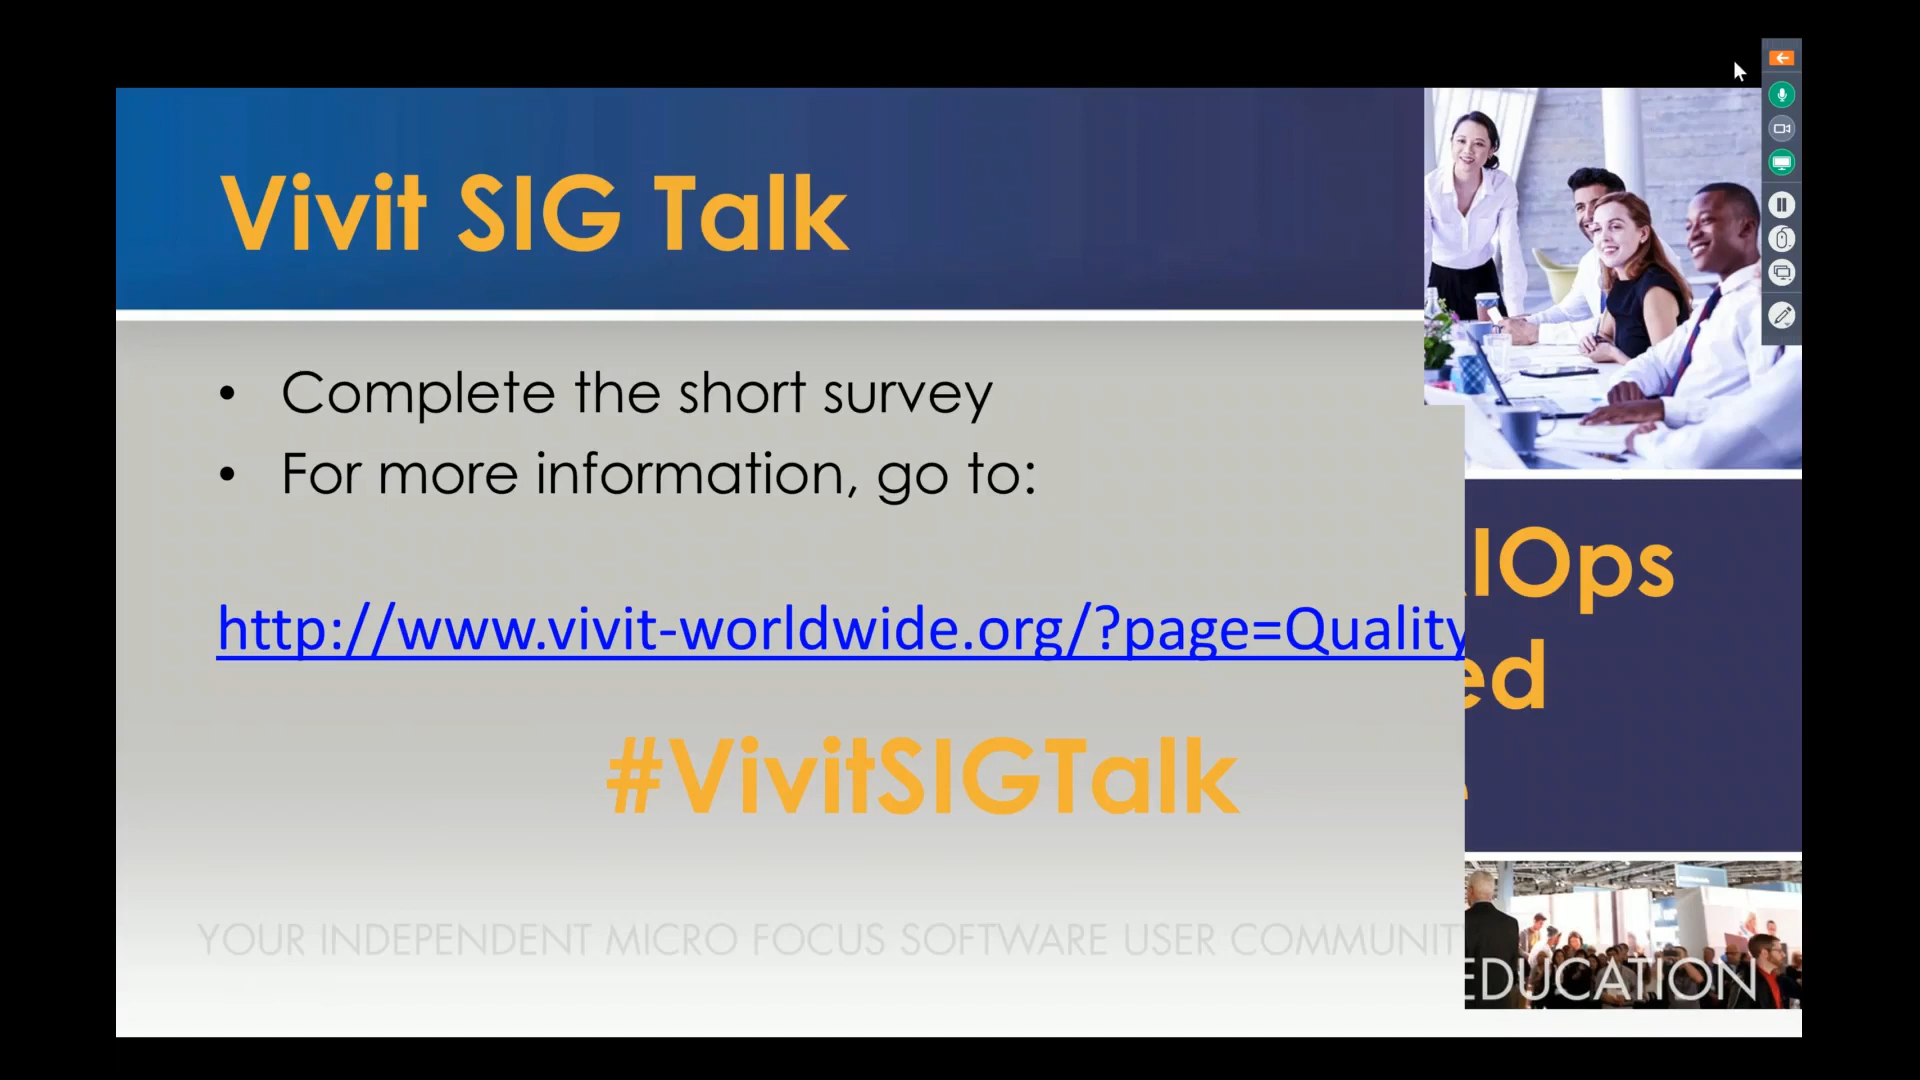 Vivit SIG Talk
• Complete the short survey
• For more information, go to:
http://www.vivit-worldwide.org/?page=Quality
#VivitSIGTalk
YOUR INDEPENDENT MICRO FOCUS SOFTWARE USER COMMUNIT
IOps
ed
EDUCATION